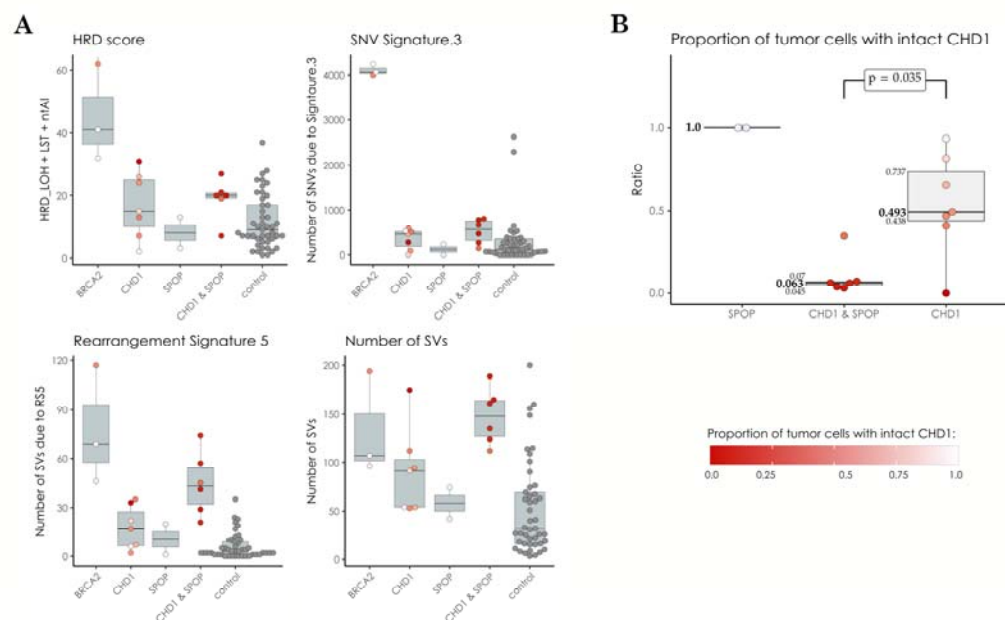 A
HRD score
HRD_LOH + LST + ntAI
60
40
20
0
BRCA2
CHD1
SPOP
CHD1 & SPOP
control
SNV Signature.3
Number of SNVs due to Signtaure.3
4000
3000
2000
1000
0
BRCA2
CHD1
SPOP
CHD1 & SPOP
control
B
Proportion of tumor cells with intact CHD1
p = 0.035
Ratio
1.0
0.5
0.0
1.0
0.07
0.063
0.045
0.737
0.493
0.438
SPOP
CHD1 & SPOP
CHD1
Rearrangement Signature 5
Number of SVs due to RS5
120
90
60
30
0
BRCA2
CHD1
SPOP
CHD1 & SPOP
control
Number of SVs
Number of SVs
200
150
100
50
0
BRCA2
CHD1
SPOP
CHD1 & SPOP
control
Proportion of tumor cells with intact CHD1:
0.0 0.25 0.5 0.75 1.0